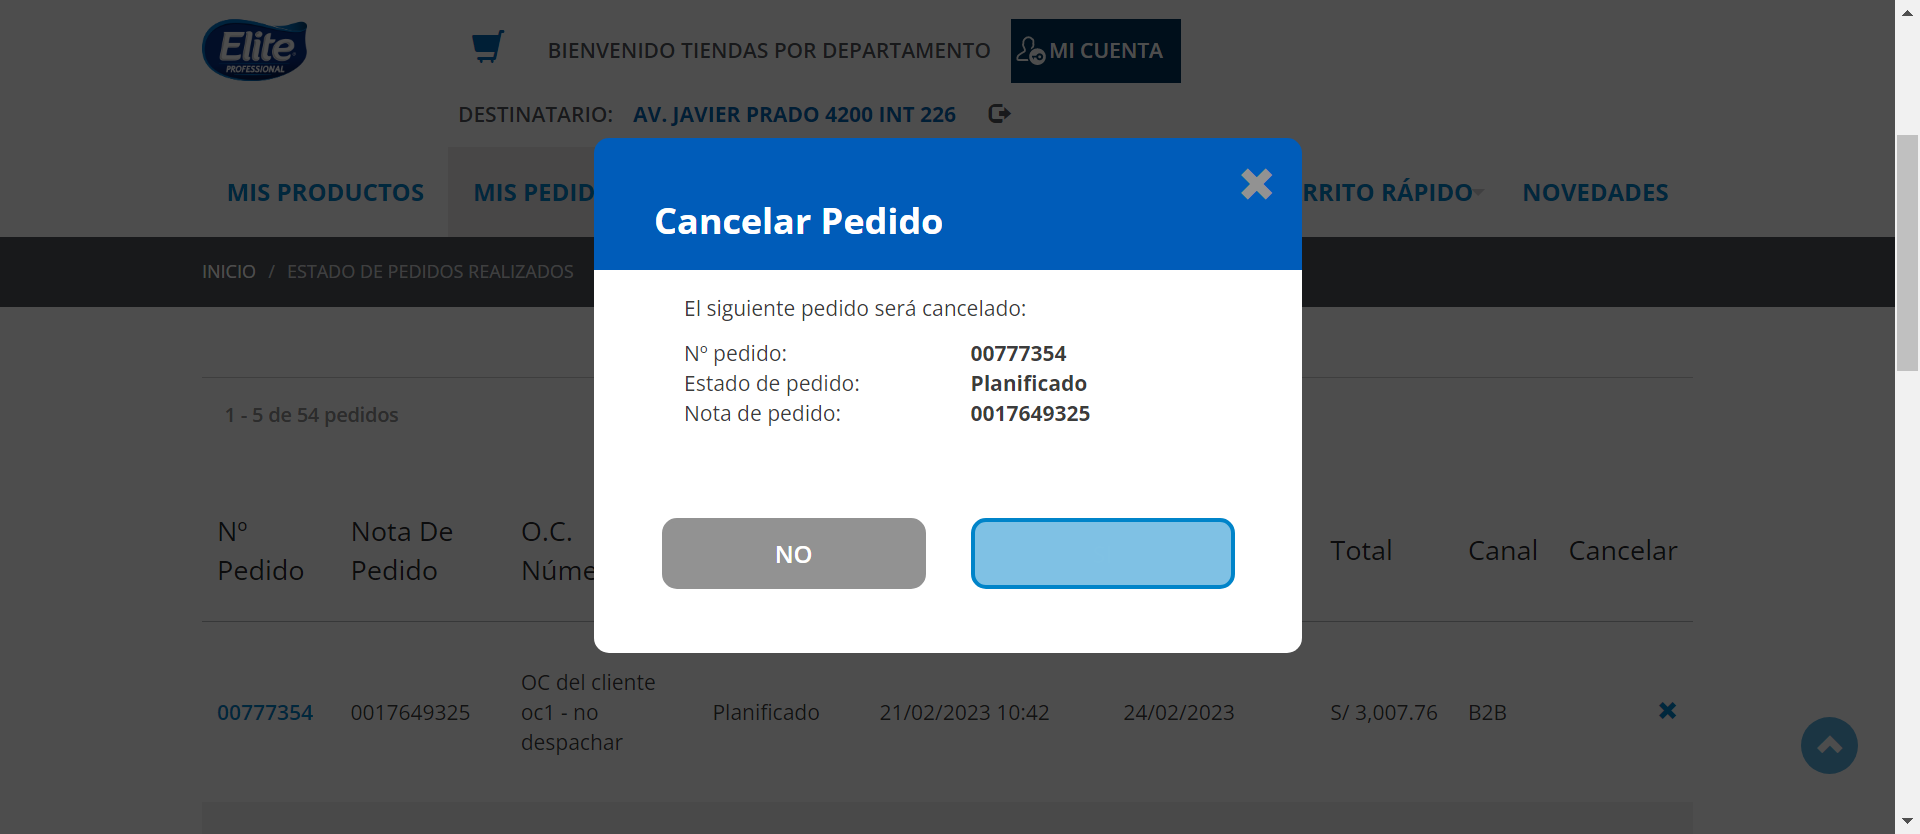 Elite
PROFESSIONAL
BIENVENIDO TIENDAS POR DEPARTAMENTO
MI CUENTA
DESTINATARIO: AV. JAVIER PRADO 4200 INT 226
MIS PRODUCTOS
MIS PEDID
RRITO RÁPIDO
NOVEDADES
INICIO / ESTADO DE PEDIDOS REALIZADOS
Cancelar Pedido
El siguiente pedido será cancelado:
Nº pedido: 00777354
Estado de pedido: Planificado
Nota de pedido: 0017649325
NO
1 - 5 de 54 pedidos
Nº
Pedido
Nota De
Pedido
O.C.
Núme
Total
Canal
Cancelar
00777354
0017649325
OC del cliente
oc1 - no
despachar
Planificado
21/02/2023 10:42
24/02/2023
S/ 3,007.76
B2B